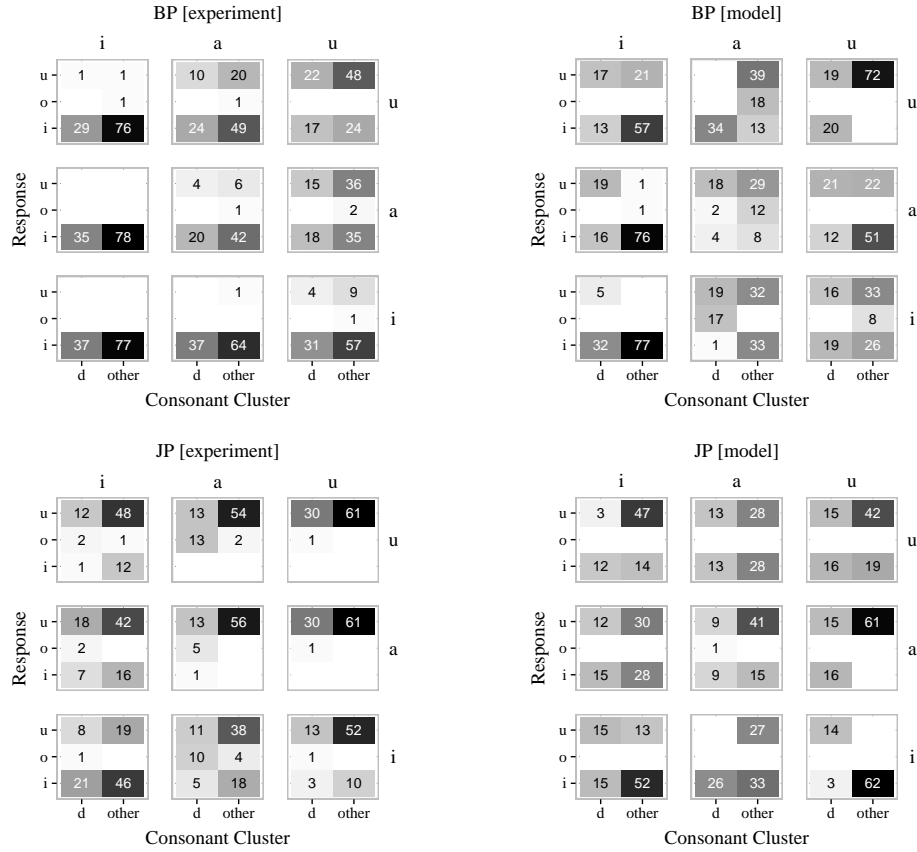 BP [experiment]
i a u
u 1 1 10 20 22 48
o 1 1 u
i 29 76 24 49 17 24
u 4 6 15 36
o 1 2 a
i 35 78 20 42 18 35
u 1 4 9
o 1 i
i 37 77 37 64 31 57
d other d other d other
Response
Consonant Cluster
BP [model]
i a u
u 17 21 39 19 72
o 18 u
i 13 57 34 13 20
u 19 1 18 29 21 22
o 1 2 12 a
i 16 76 4 8 12 51
u 5 19 32 16 33
o 17 8 i
i 32 77 1 33 19 26
d other d other d other
Response
Consonant Cluster
JP [experiment]
i a u
u 12 48 13 54 30 61
o 2 1 13 2 1 u
i 1 12
u 18 42 13 56 30 61
o 2 5 1 a
i 7 16 1
u 8 19 11 38 13 52
o 1 10 4 1 i
i 21 46 5 18 3 10
d other d other d other
Response
Consonant Cluster
JP [model]
i a u
u 3 47 13 28 15 42
o u
i 12 14 13 28 16 19
u 12 30 9 41 15 61
o 1 a
i 15 28 9 15 16
u 15 13 27 14
o i
i 15 52 26 33 3 62
d other d other d other
Response
Consonant Cluster